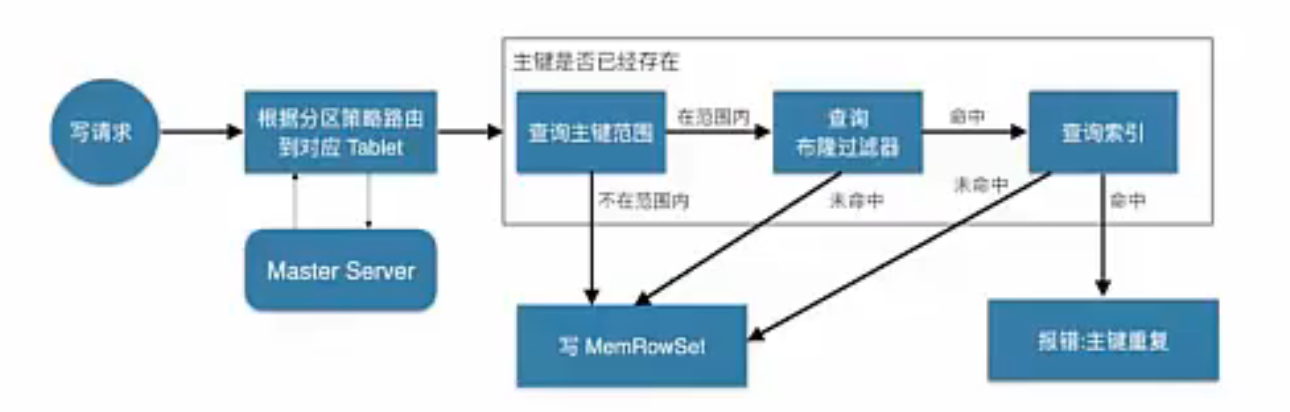 主键是否已经存在
写请求
根据分区策略路由
到对应 Tablet
查询主键范围
在范围内
查询
布隆过滤器
命中
查询索引
不在范围内
未命中
未命中
命中
Master Server
写 MemRowSet
报错:主键重复